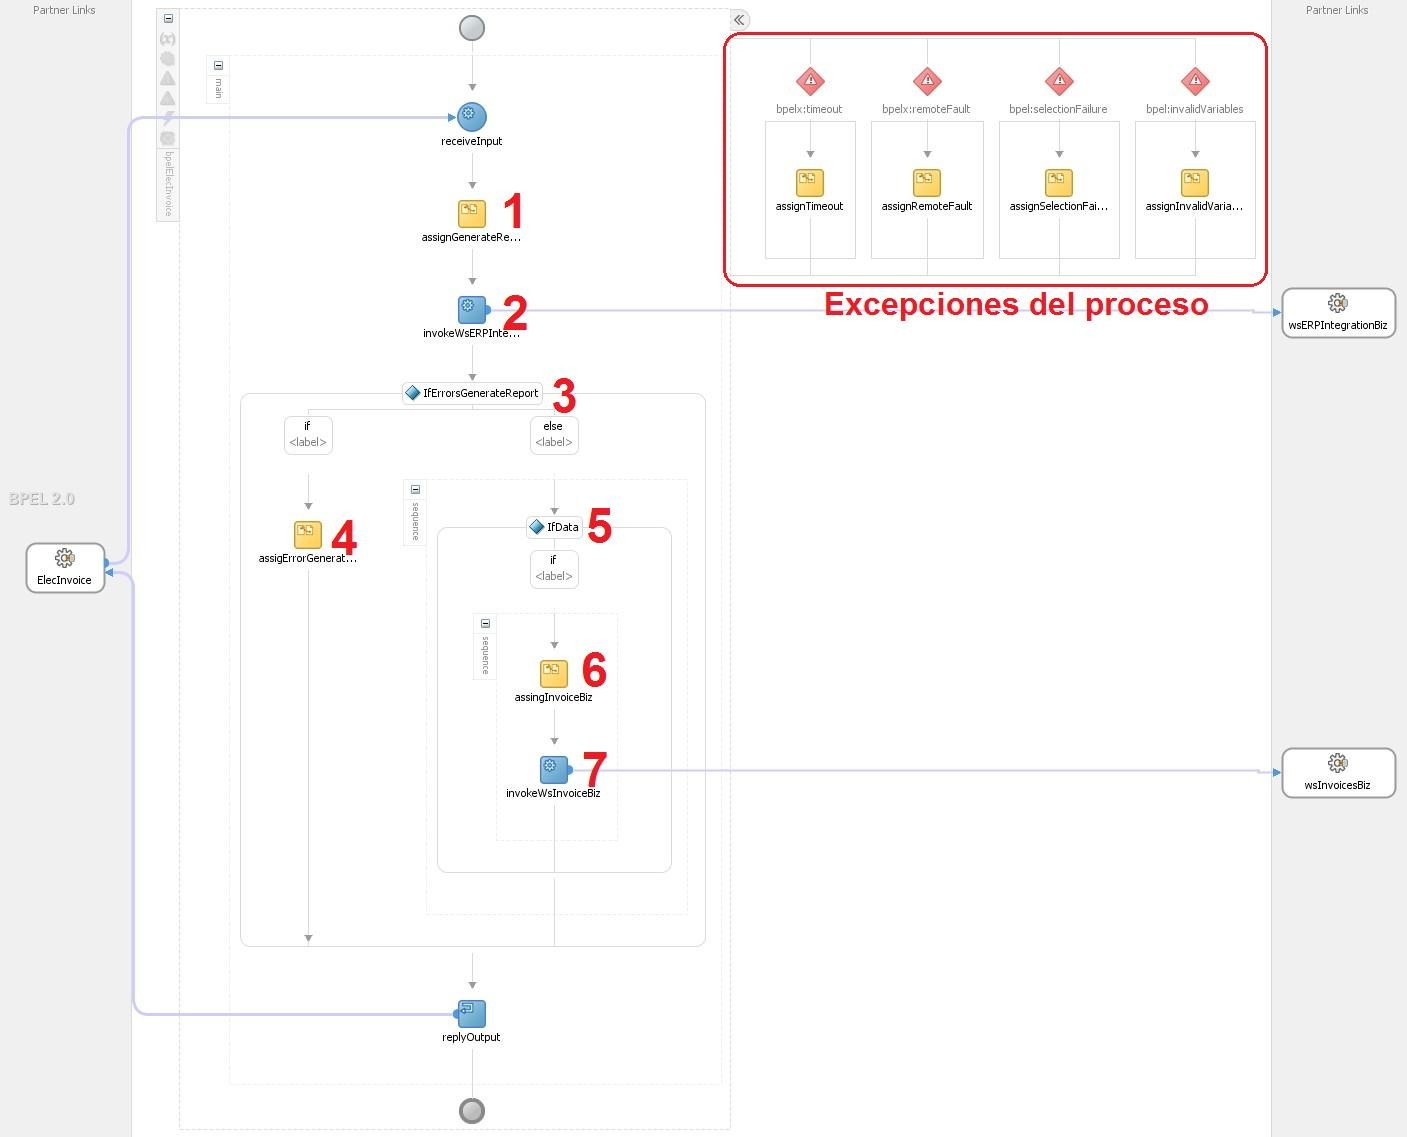 Partner Links
Partner Links
main
bpelElecInvoice
receiveInput
bpelx:timeout
bpelx:remoteFault
bpel:selectionFailure
bpel:invalidVariables
assignTimeout
assignRemoteFault
assignSelectionFai...
assignInvalidVaria...
1
assignGenerateRe...
Excepciones del proceso
2
invokeWsERPInte...
wsERPIntegrationBiz
IfErrorsGenerateReport
3
if
<label>
else
<label>
BPEL 2.0
sequence
IfData
5
4
assigErrorGenerat...
if
<label>
ElecInvoice
sequence
6
assingInvoiceBiz
7
invokeWsInvoiceBiz
wsInvoicesBiz
replyOutput